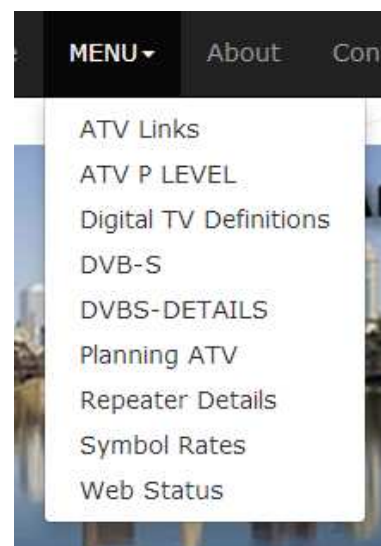 MENU About Con
ATV Links
ATV P LEVEL
Digital TV Definitions
DVB-S
DVBS-DETAILS
Planning ATV
Repeater Details
Symbol Rates
Web Status